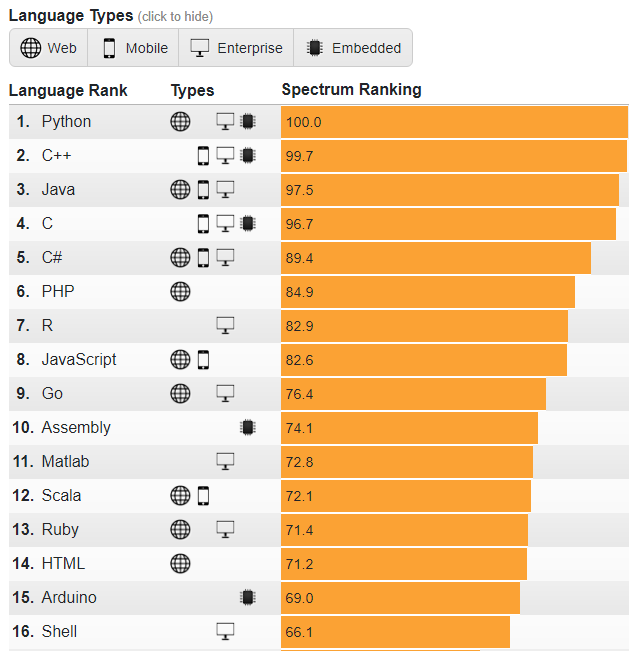 Language Types (click to hide)
Web Mobile Enterprise Embedded
Language Rank Types Spectrum Ranking
1. Python 100.0
2. C++ 99.7
3. Java 97.5
4. C 96.7
5. C# 89.4
6. PHP 84.9
7. R 82.9
8. JavaScript 82.6
9. Go 76.4
10. Assembly 74.1
11. Matlab 72.8
12. Scala 72.1
13. Ruby 71.4
14. HTML 71.2
15. Arduino 69.0
16. Shell 66.1